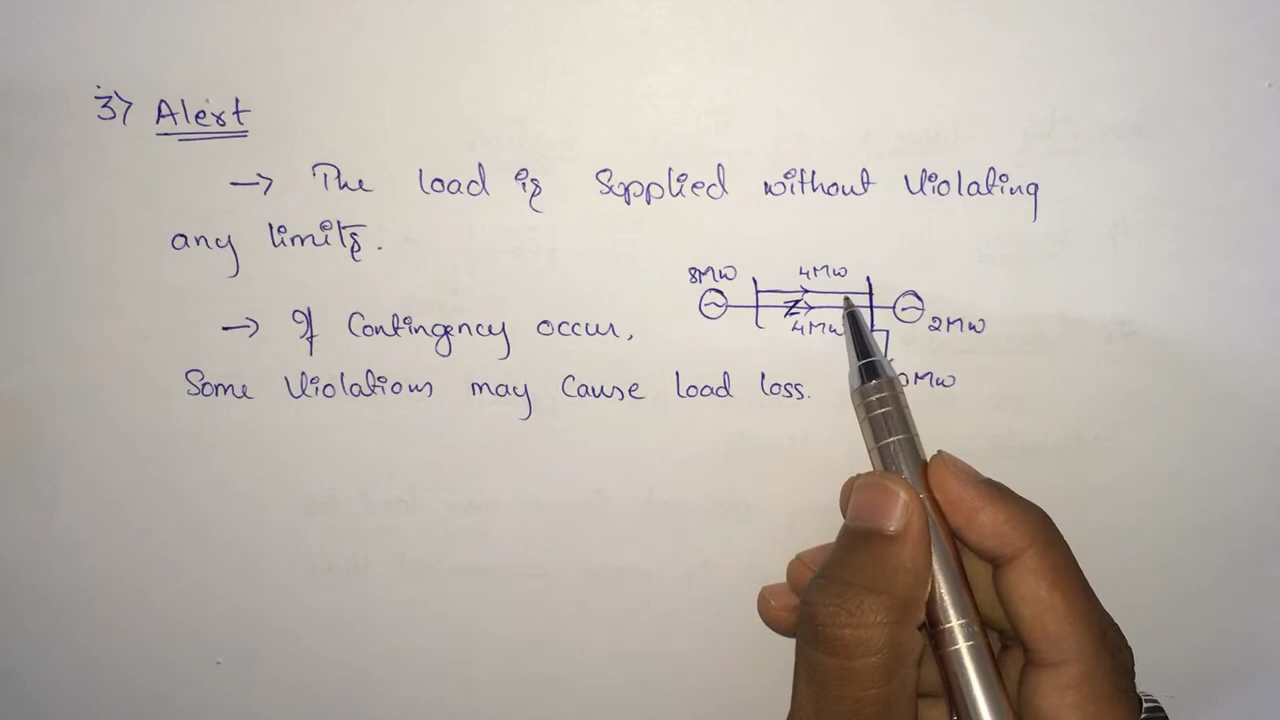 3) Alert
→ The load is supplied without violating
any limits.
8MW 4MW
→ If Contingency occur,
4MW 2MW
Some violations may cause load loss.
0MW